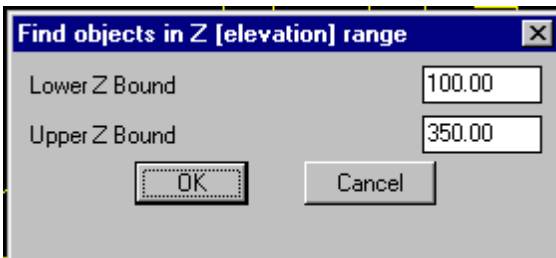 Find objects in Z [elevation] range
Lower Z Bound 100.00
Upper Z Bound 350.00
OK Cancel